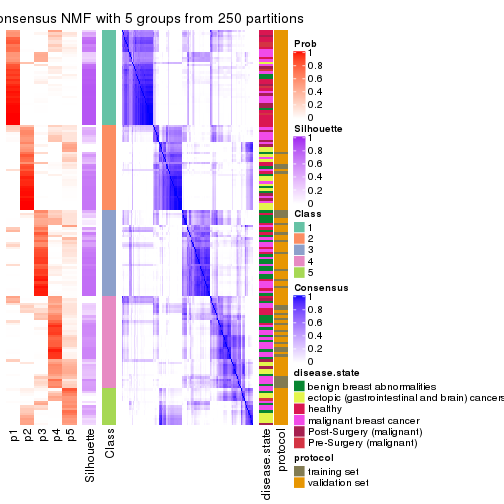 onsensus NMF with 5 groups from 250 partitions
Prob
0.8
0.6
0.4
0.2
0
Silhouette
1
0.8
0.6
0.4
0.2
0
Class
1
2
3
4
5
Consensus
1
0.8
0.6
0.4
0.2
0
disease.state
benign breast abnormalities
ectopic (gastrointestinal and brain) cancers
healthy
malignant breast cancer
Post-Surgery (malignant)
Pre-Surgery (malignant)
protocol
training set
validation set
p1
p2
p3
p4
p5
Silhouette
Class
disease.state
protocol